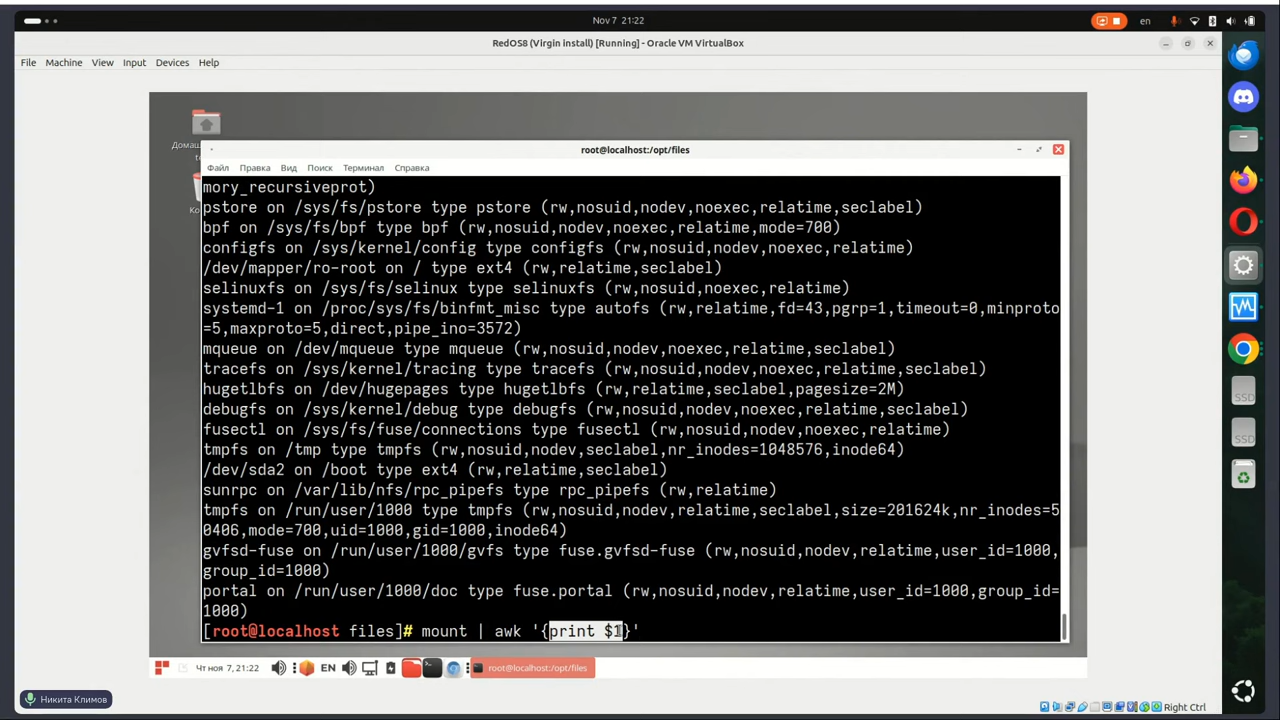 Nov 7 21:22
en
RedOS8 (Virgin install) [Running] - Oracle VM VirtualBox
File Machine View Input Devices Help
Домаш
te
Ко
root@localhost:/opt/files
Файл Правка Вид Поиск Терминал Справка
mory_recursiveprot)
pstore on /sys/fs/pstore type pstore (rw,nosuid,nodev,noexec,relatime,seclabel)
bpf on /sys/fs/bpf type bpf (rw,nosuid,nodev,noexec,relatime,mode=700)
configfs on /sys/kernel/config type configfs (rw,nosuid,nodev,noexec,relatime)
/dev/mapper/ro-root on / type ext4 (rw,relatime,seclabel)
selinuxfs on /sys/fs/selinux type selinuxfs (rw,nosuid,noexec,relatime)
systemd-1 on /proc/sys/fs/binfmt_misc type autofs (rw,relatime,fd=43,pgrp=1,timeout=0,minproto
=5,maxproto=5,direct,pipe_ino=3572)
mqueue on /dev/mqueue type mqueue (rw,nosuid,nodev,noexec,relatime,seclabel)
tracefs on /sys/kernel/tracing type tracefs (rw,nosuid,nodev,noexec,relatime,seclabel)
hugetlbfs on /dev/hugepages type hugetlbfs (rw,relatime,seclabel,pagesize=2M)
debugfs on /sys/kernel/debug type debugfs (rw,nosuid,nodev,noexec,relatime,seclabel)
fusectl on /sys/fs/fuse/connections type fusectl (rw,nosuid,nodev,noexec,relatime)
tmpfs on /tmp type tmpfs (rw,nosuid,nodev,seclabel,nr_inodes=1048576,inode64)
/dev/sda2 on /boot type ext4 (rw,relatime,seclabel)
sunrpc on /var/lib/nfs/rpc_pipefs type rpc_pipefs (rw,relatime)
tmpfs on /run/user/1000 type tmpfs (rw,nosuid,nodev,relatime,seclabel,size=201624k,nr_inodes=5
0406,mode=700,uid=1000,gid=1000,inode64)
gvfsd-fuse on /run/user/1000/gvfs type fuse.gvfsd-fuse (rw,nosuid,nodev,relatime,user_id=1000,
group_id=1000)
portal on /run/user/1000/doc type fuse.portal (rw,nosuid,nodev,relatime,user_id=1000,group_id=
1000)
[root@localhost files]# mount | awk '{print $1}'
Чт ноя 7, 21:22
EN
root@localhost:/opt/files
SSD
SSD
Никита Климов
Right Ctrl